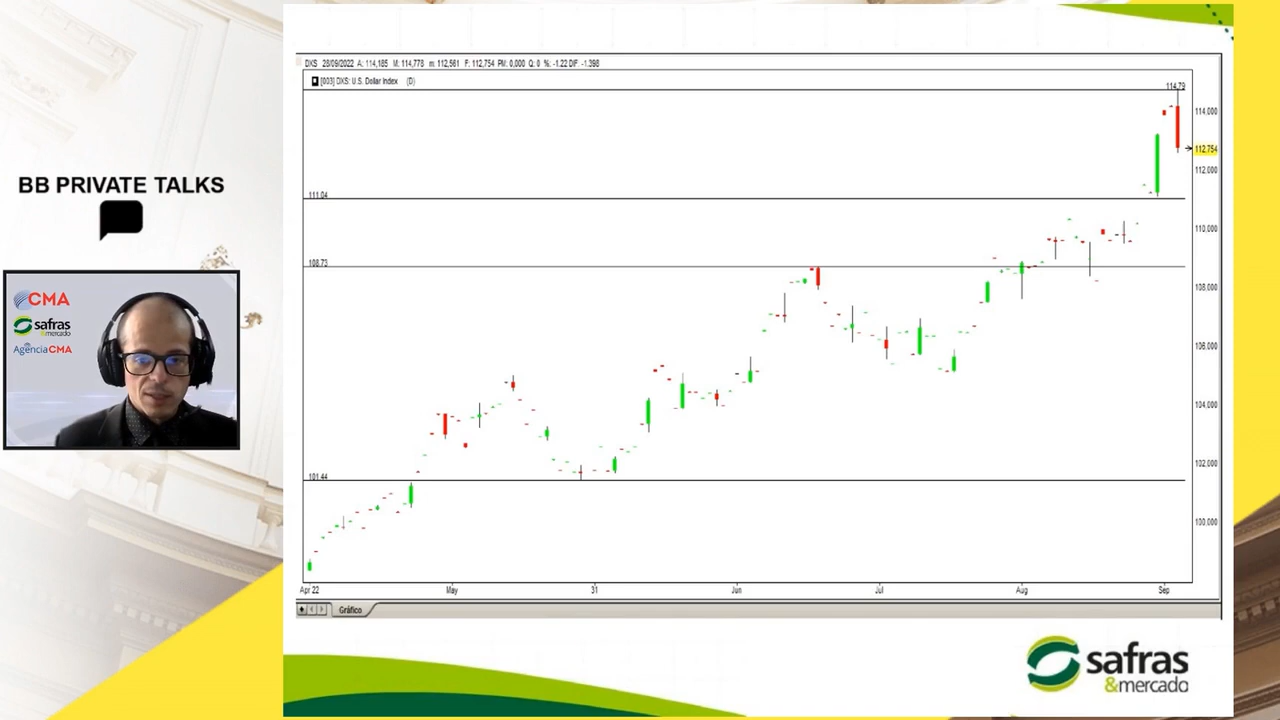 BB PRIVATE TALKS
CMA
safras
&mercado
AgênciaCMA
DXS 28/09/2022 A: 114,185 M: 114,778 m: 112,561 F: 112,754 PM: 0,000 Q: 0 %: -1.22 DF: -1.398
[003] DXS: U.S. Dollar Index (D)
114,79
114,000
112,754
112,000
111.04
110,000
108.73
108,000
106,000
104,000
102,000
101.44
100,000
Apr 22 May 31 Jun Jul Aug Sep
Gráfico
safras
&mercado